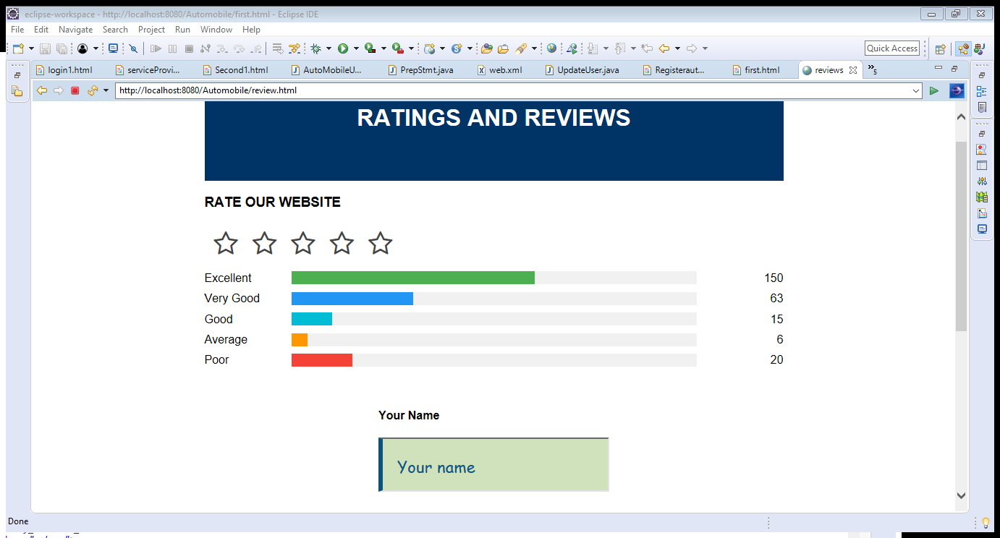 eclipse-workspace - http://localhost:8080/Automobile/first.html - Eclipse IDE
File Edit Navigate Search Project Run Window Help
Quick Access
login1.html serviceProvi... Second1.html AutoMobileU... PrepStmt.java web.xml UpdateUser.java Registeraut... first.html reviews »5
http://localhost:8080/Automobile/review.html
RATINGS AND REVIEWS
RATE OUR WEBSITE
Excellent 150
Very Good 63
Good 15
Average 6
Poor 20
Your Name
Your name
Done